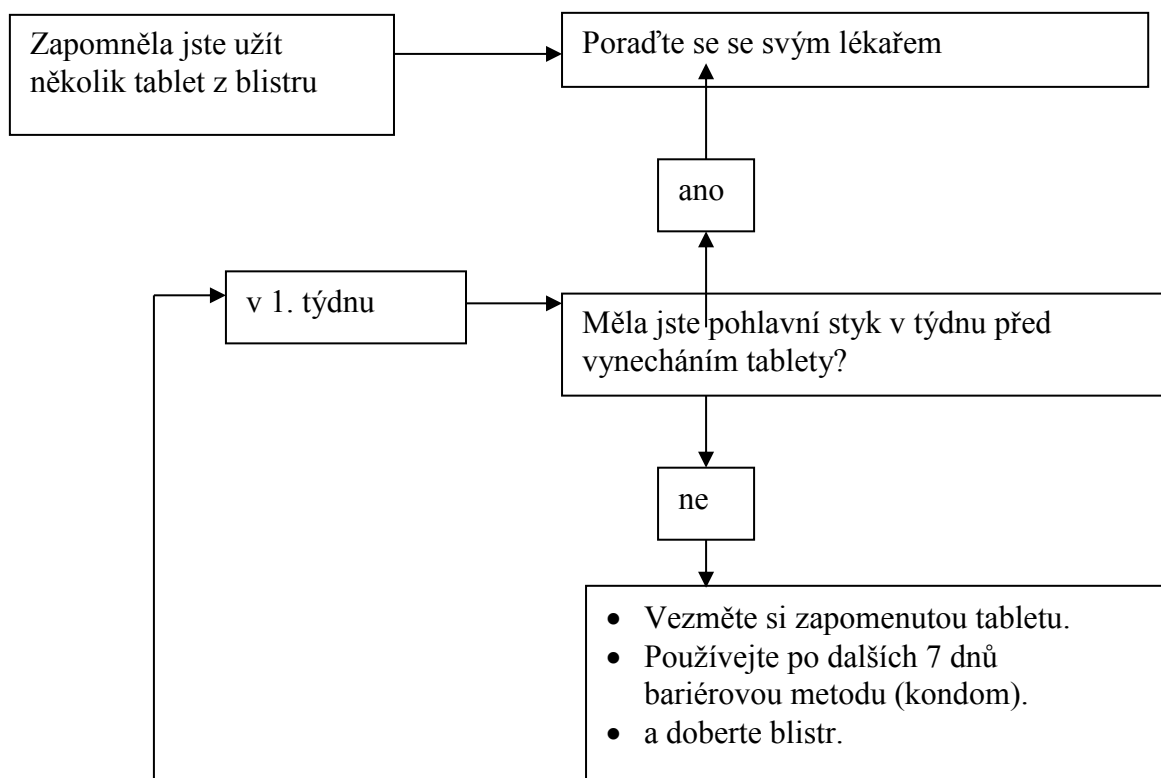 Zapomněla jste užít
několik tablet z blistru
Poraďte se se svým lékařem
ano
v 1. týdnu
Měla jste pohlavní styk v týdnu před
vynecháním tablety?
ne
• Vezměte si zapomenutou tabletu.
• Používejte po dalších 7 dnů
bariérovou metodu (kondom).
• a doberte blistr.